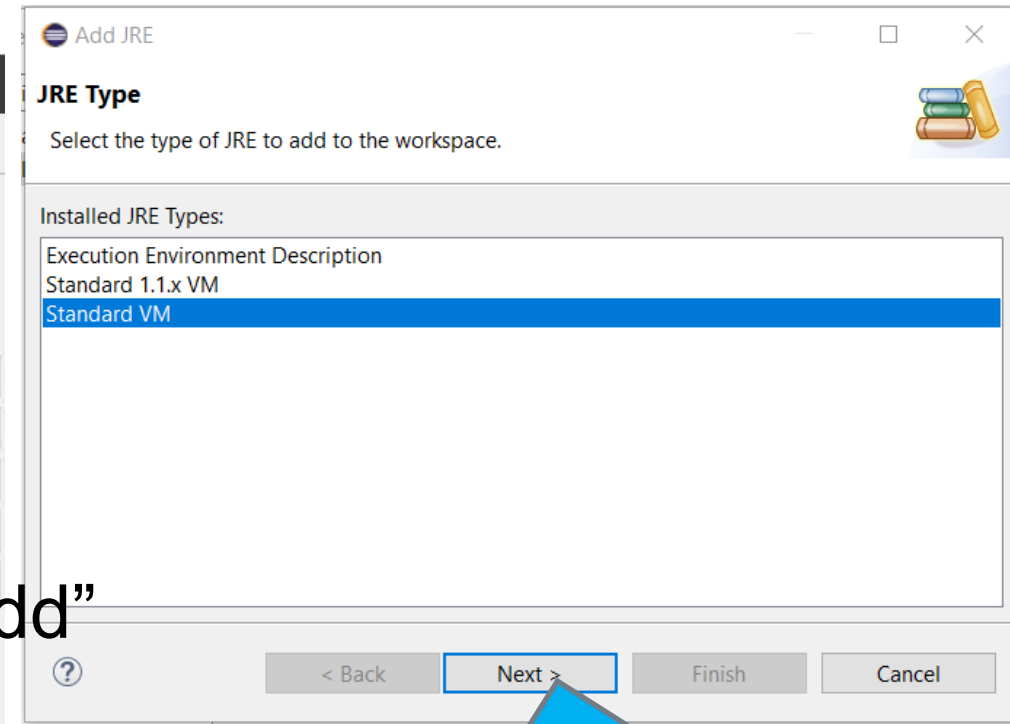 Add JRE
JRE Type
Select the type of JRE to add to the workspace.
Installed JRE Types:
Execution Environment Description
Standard 1.1.x VM
Standard VM
dd”
< Back Next > Finish Cancel